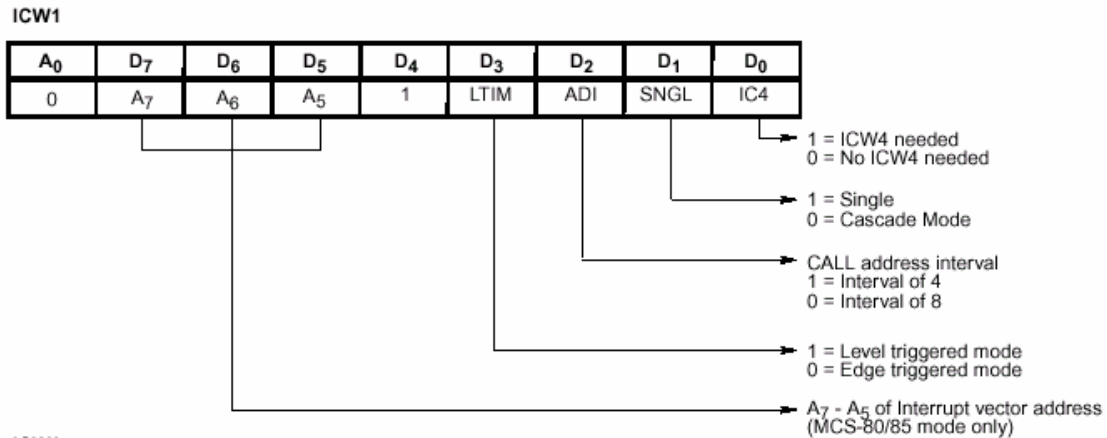 ICW1
A0 D7 D6 D5 D4 D3 D2 D1 D0
0 A7 A6 A5 1 LTIM ADI SNGL IC4
1 = ICW4 needed
0 = No ICW4 needed
1 = Single
0 = Cascade Mode
CALL address interval
1 = Interval of 4
0 = Interval of 8
1 = Level triggered mode
0 = Edge triggered mode
A7 - A5 of Interrupt vector address
(MCS-80/85 mode only)